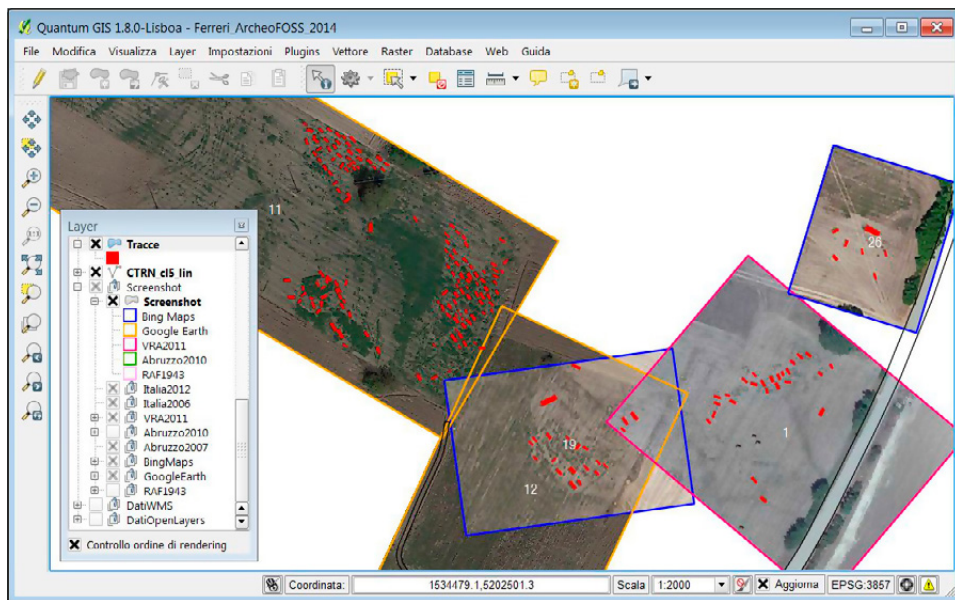 Quantum GIS 1.8.0-Lisboa - Ferreri_ArcheoFOSS_2014
File Modifica Visualizza Layer Impostazioni Plugins Vettore Raster Database Web Guida
11
26
Layer
Tracce
CTRN_cl5_lin
Screenshot
Screenshot
Bing Maps
Google Earth
VRA2011
Abruzzo2010
RAF1943
Italia2012
Italia2006
VRA2011
Abruzzo2010
Abruzzo2007
BingMaps
GoogleEarth
RAF1943
DatiWMS
DatiOpenLayers
Controllo ordine di rendering
19
1
12
Coordinata: 1534479.1,5202501.3 Scala 1:2000 Aggiorna EPSG:3857